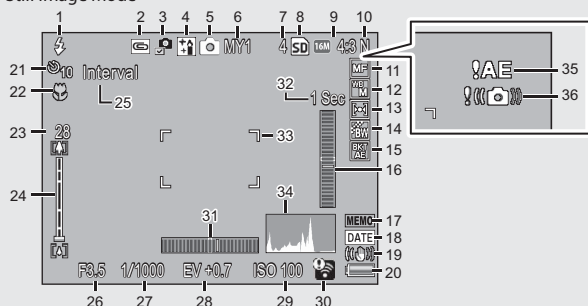 Still Image Mode
1 2 3 4 5 6 7 8 9 10
MY1 4 SD 16M 4:3 N
21 10 Interval MF 11
22 25 32 1 Sec WB M 12
13
23 28 33 BW 14
BKT AE 15
24 16
34
31 MEMO 17
DATE 18
19
F3.5 1/1000 EV +0.7 ISO 100 20
26 27 28 29 30
!AE 35
36